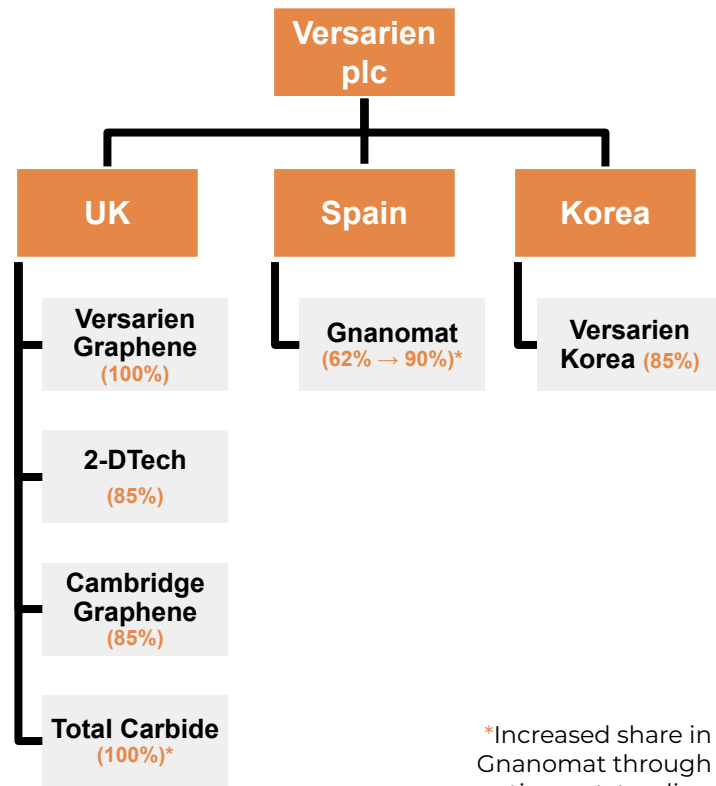 Versarien
plc
UK
Spain
Korea
Versarien
Graphene
(100%)
2-DTech
(85%)
Cambridge
Graphene
(85%)
Total Carbide
(100%)*
Gnanomat
(62% → 90%)*
Versarien
Korea (85%)
*Increased share in
Gnanomat through